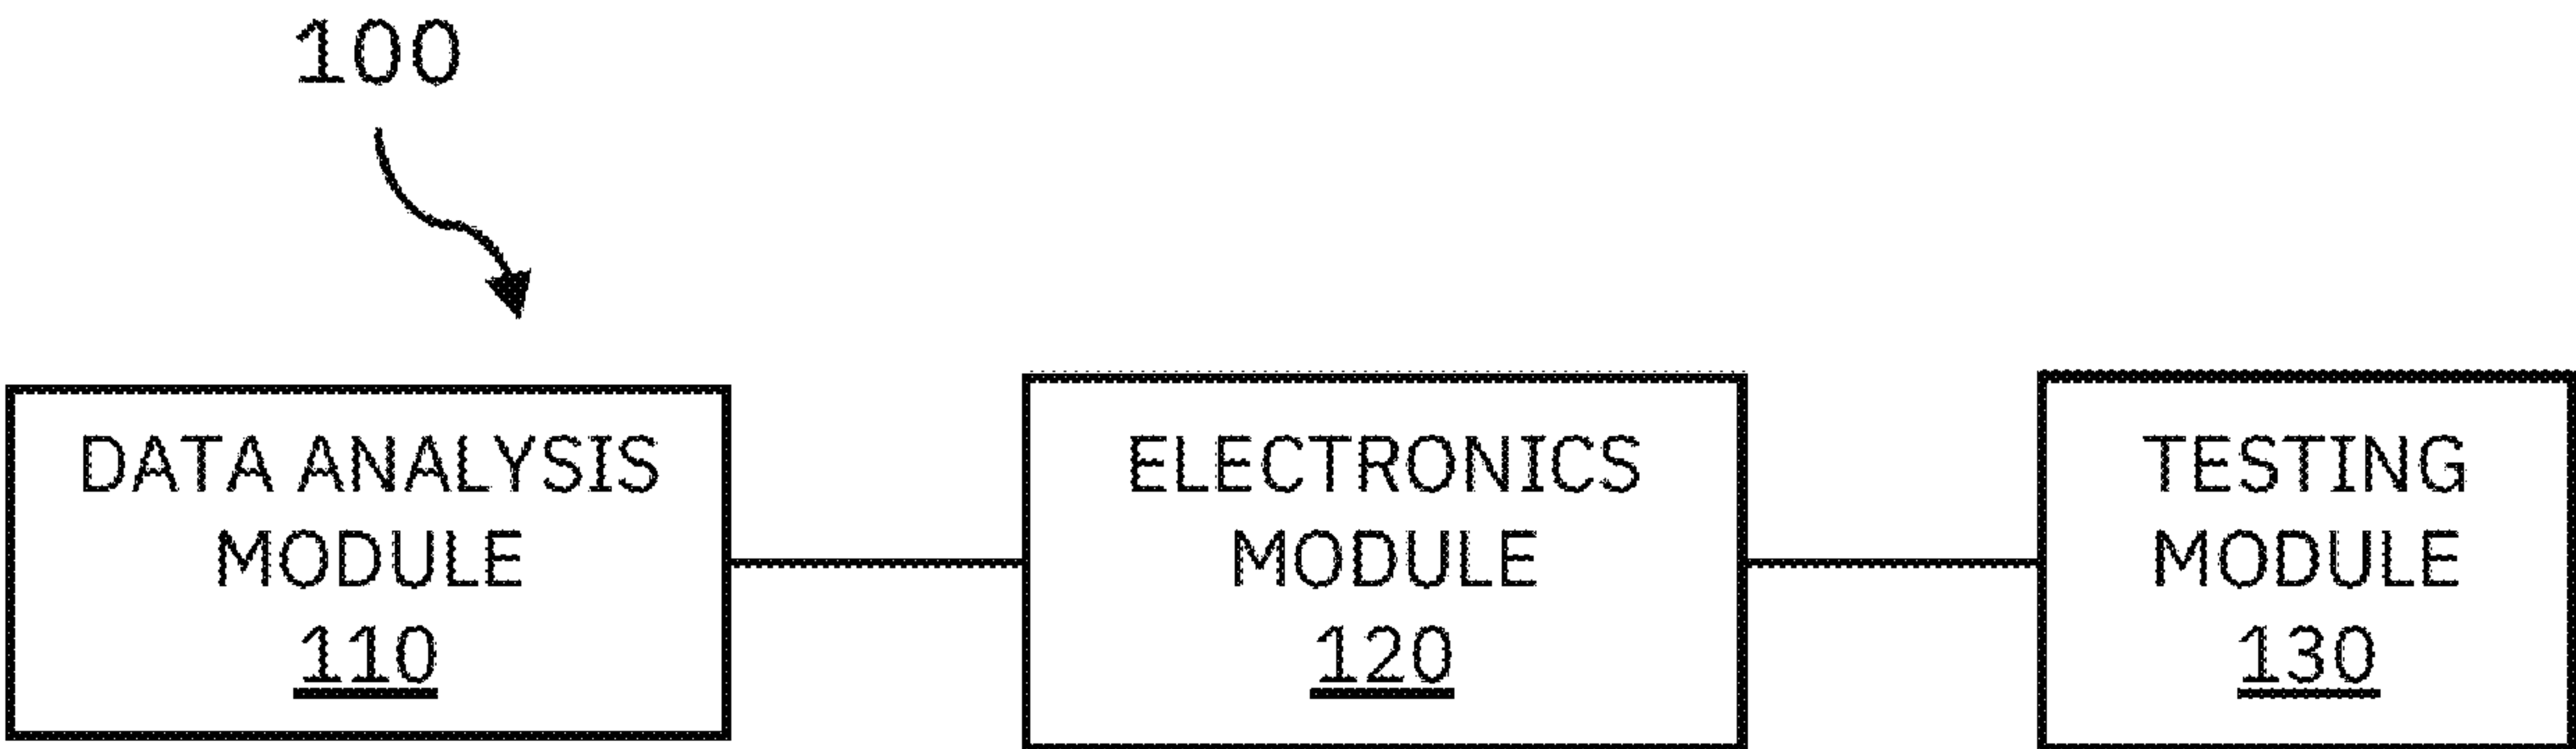 100
DATA ANALYSIS
MODULE
110
ELECTRONICS
MODULE
120
TESTING
MODULE
130